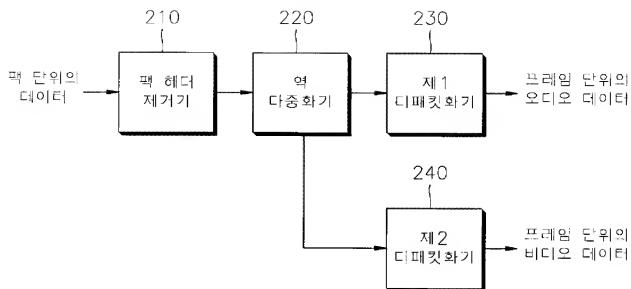 210
220
230
팩 단위의
데이터
팩 헤더
제거기
역
다중화기
제1
디패킷화기
프레임 단위의
오디오 데이터
240
제2
디패킷화기
프레임 단위의
비디오 데이터